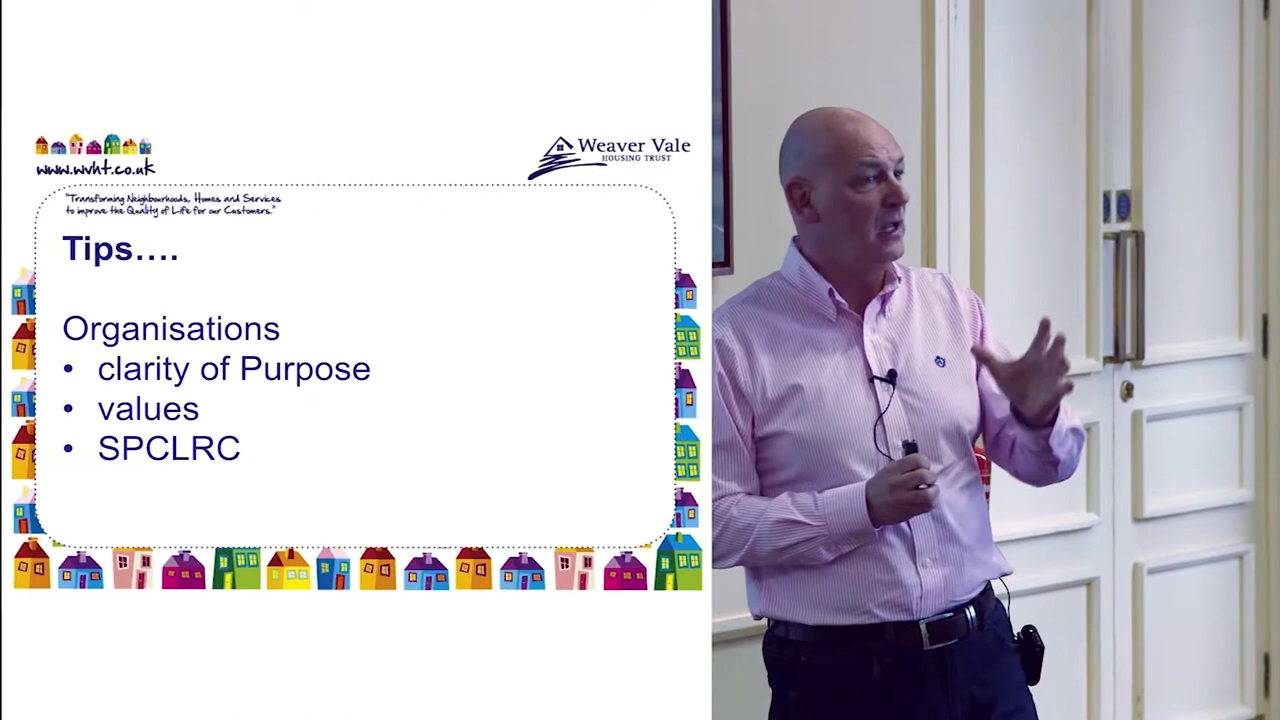 www.wvht.co.uk
Weaver Vale
HOUSING TRUST
"Transforming Neighbourhoods, Homes and Services
to improve the Quality of Life for our Customers."
Tips....
Organisations
• clarity of Purpose
• values
• SPCLRC